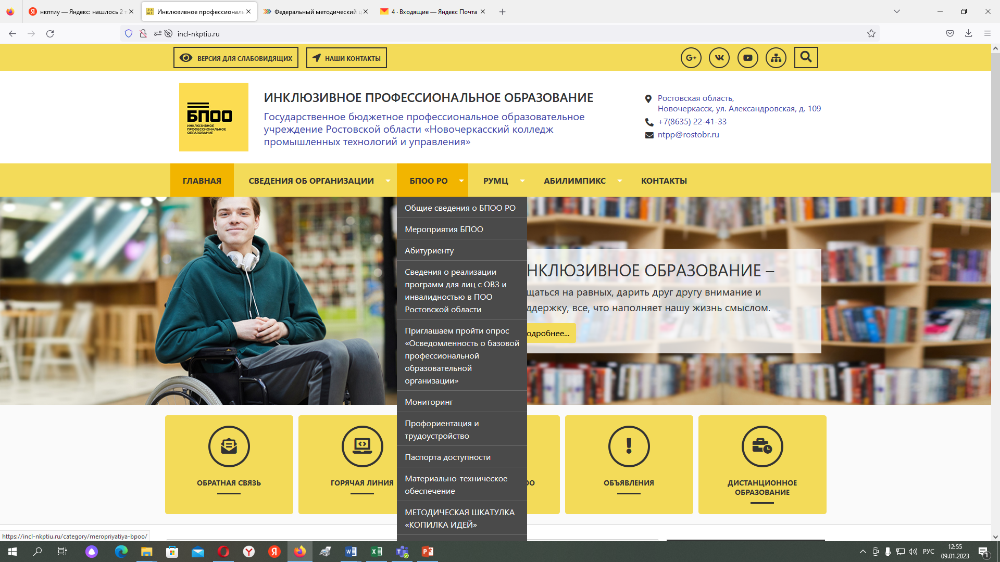 нкптиу — Яндекс: нашлось 2 т
Инклюзивное профессиональ
Федеральный методический ц
4 · Входящие — Яндекс Почта
incl-nkptiu.ru
ВЕРСИЯ ДЛЯ СЛАБОВИДЯЩИХ
НАШИ КОНТАКТЫ
БПОО
ИНКЛЮЗИВНОЕ
ПРОФЕССИОНАЛЬНОЕ
ОБРАЗОВАНИЕ
ИНКЛЮЗИВНОЕ ПРОФЕССИОНАЛЬНОЕ ОБРАЗОВАНИЕ
Государственное бюджетное профессиональное образовательное
учреждение Ростовской области «Новочеркасский колледж
промышленных технологий и управления»
Ростовская область,
Новочеркасск, ул. Александровская, д. 109
+7(8635) 22-41-33
ntpp@rostobr.ru
ГЛАВНАЯ
СВЕДЕНИЯ ОБ ОРГАНИЗАЦИИ
БПОО РО
РУМЦ
АБИЛИМПИКС
КОНТАКТЫ
Общие сведения о БПОО РО
Мероприятия БПОО
Абитуриенту
Сведения о реализации
программ для лиц с ОВЗ и
инвалидностью в ПОО
Ростовской области
Приглашаем пройти опрос
«Осведомленность о базовой
профессиональной
образовательной
организации»
Мониторинг
Профориентация и
трудоустройство
Паспорта доступности
Материально-техническое
обеспечение
МЕТОДИЧЕСКАЯ ШКАТУЛКА
«КОПИЛКА ИДЕЙ»
НКЛЮЗИВНОЕ ОБРАЗОВАНИЕ –
щаться на равных, дарить друг другу внимание и
ддержку, все, что наполняет нашу жизнь смыслом.
одробнее...
ОБРАТНАЯ СВЯЗЬ
ГОРЯЧАЯ ЛИНИЯ
ОО
ОБЪЯВЛЕНИЯ
ДИСТАНЦИОННОЕ
ОБРАЗОВАНИЕ
https://incl-nkptiu.ru/category/meropriyatiya-bpoo/
РУС
12:55
09.01.2023
1